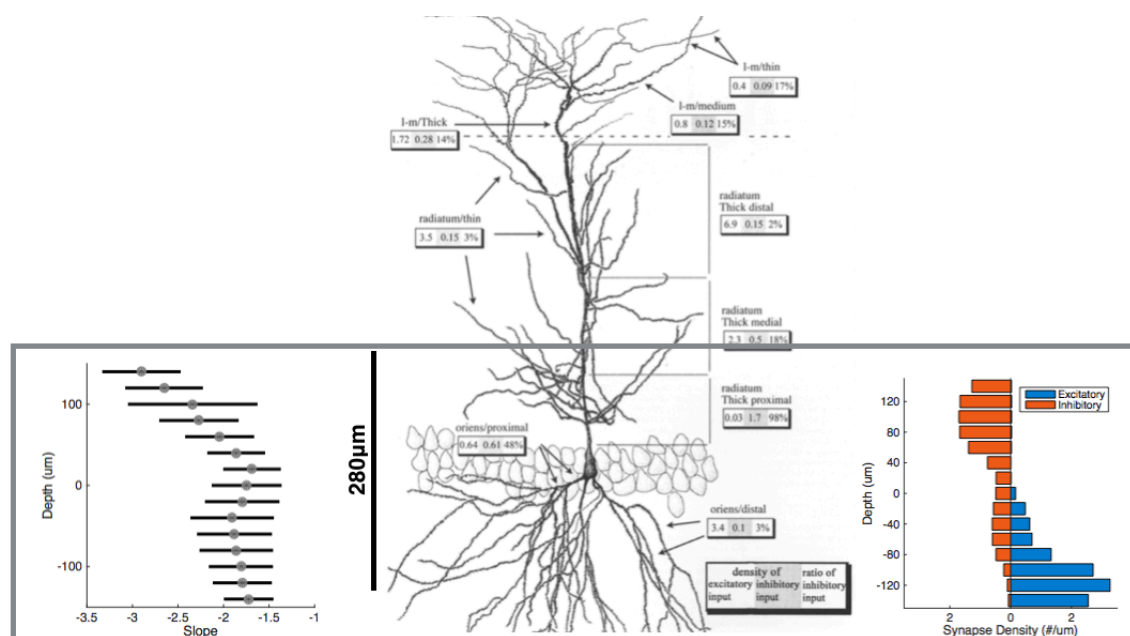 l-m/thin
0.4 0.09 17%
l-m/medium
0.8 0.12 15%
l-m/Thick
1.72 0.28 14%
radiatum
Thick distal
6.9 0.15 2%
radiatum/thin
3.5 0.15 3%
radiatum
Thick medial
2.3 0.5 18%
radiatum
Thick proximal
0.03 1.7 98%
oriens/proximal
0.64 0.61 48%
oriens/distal
3.4 0.1 3%
density of
excitatory inhibitory
input input
ratio of
inhibitory
input
280μm
Depth (um)
100
0
-100
-3 -2.5 -2 -1.5 -1
Slope
Excitatory
Inhibitory
Depth (um)
120
80
40
0
-40
-80
-120
2 0 2
Synapse Density (#/um)